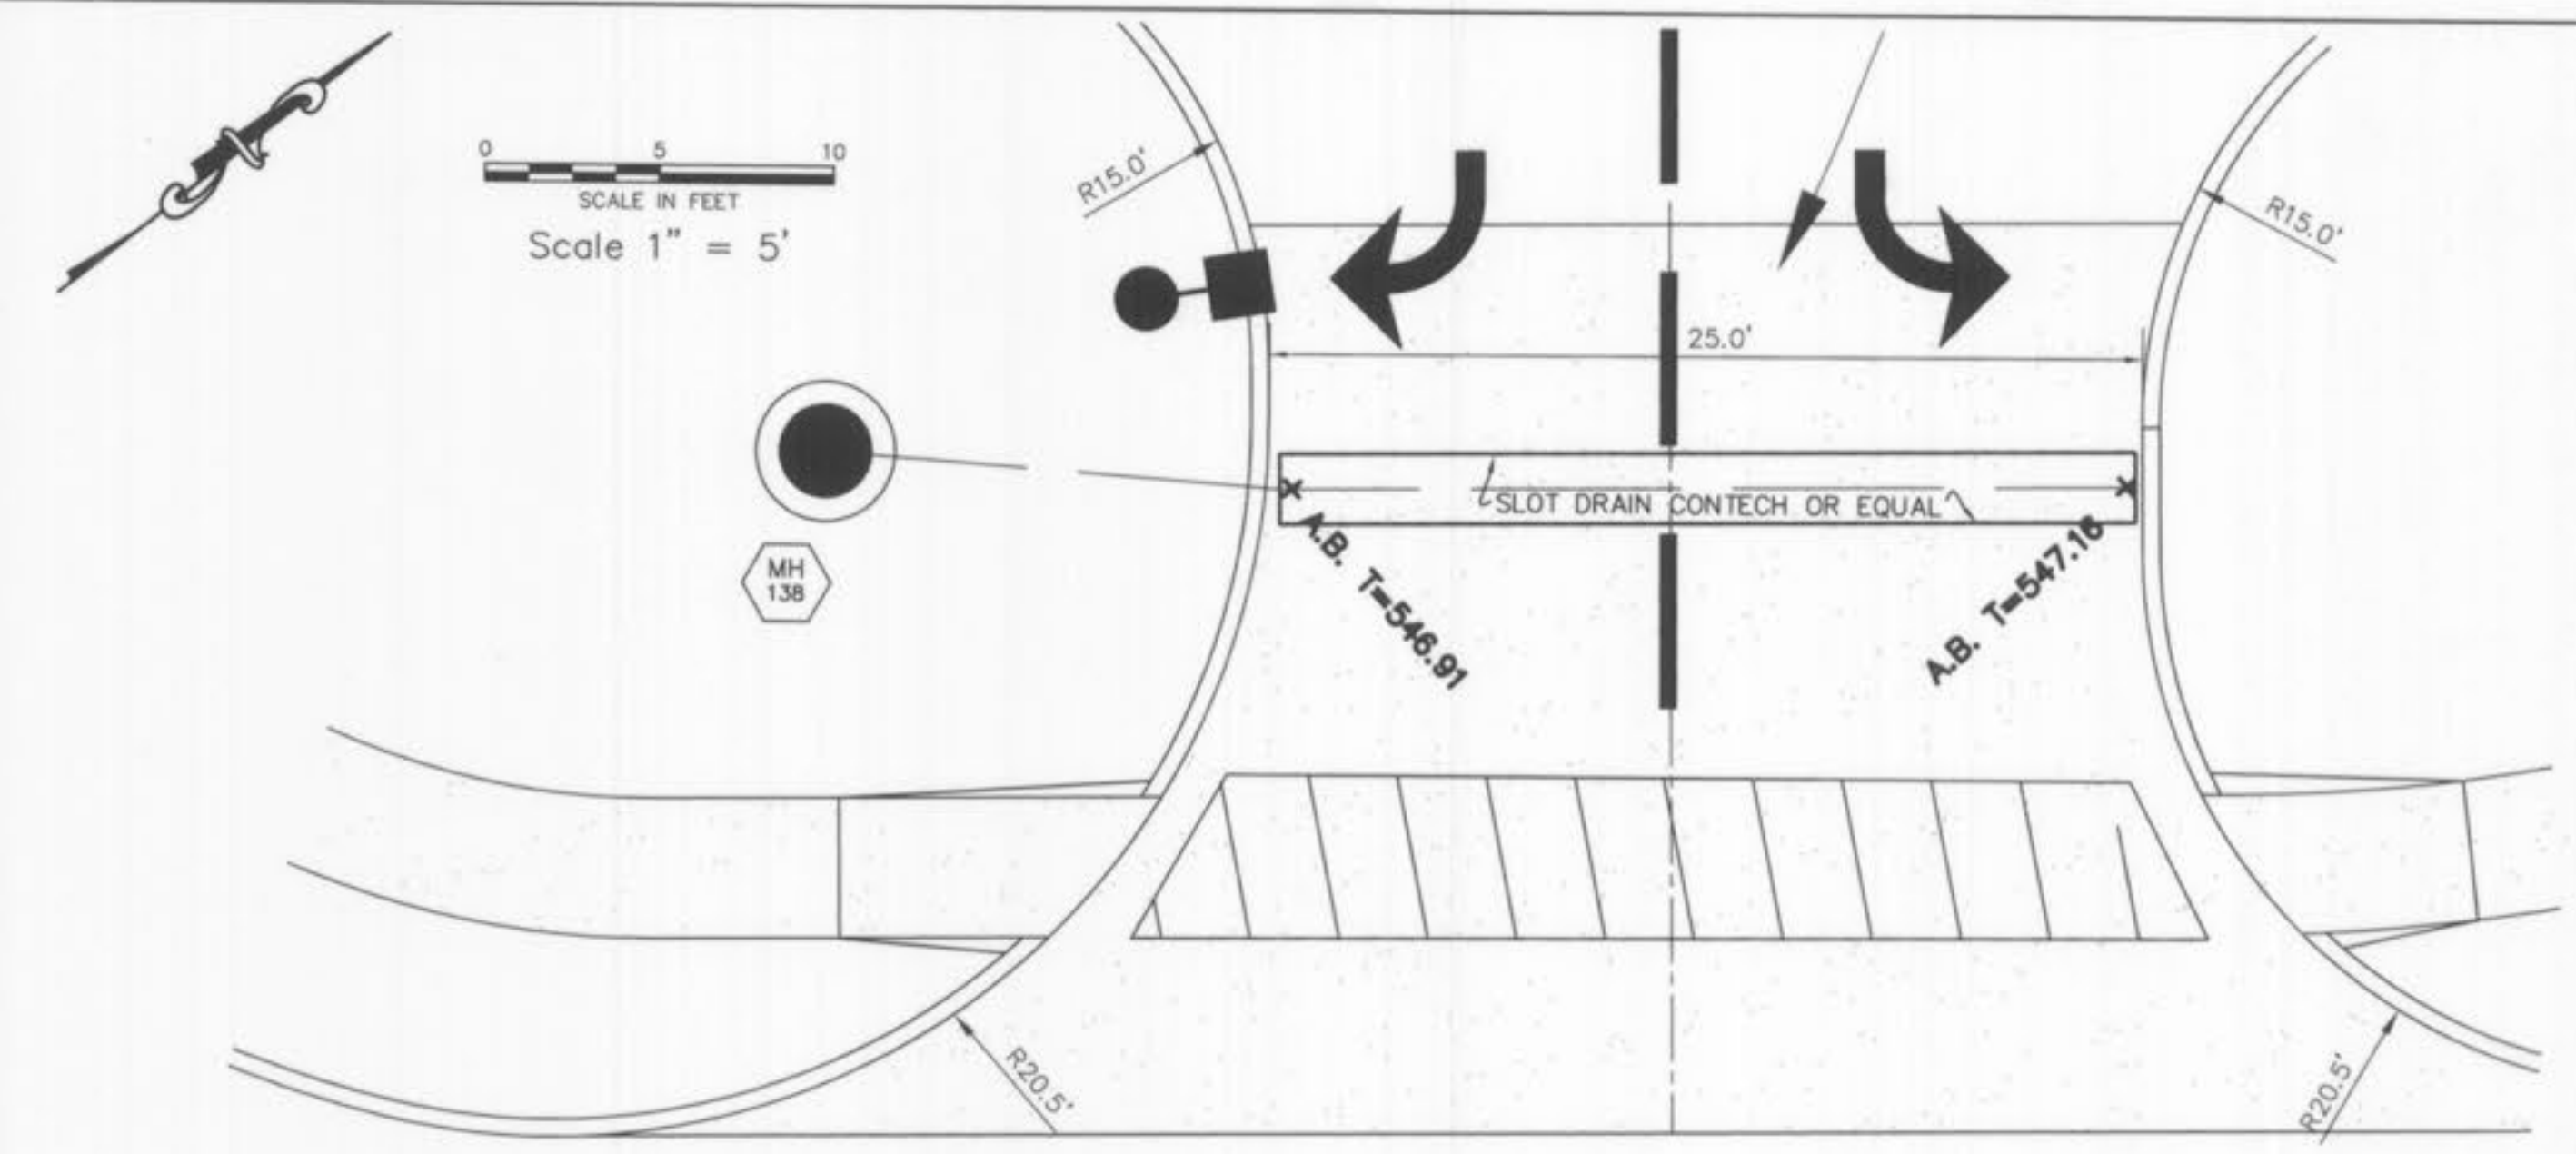 0 5 10
SCALE IN FEET
Scale 1" = 5'
R15.0'
R15.0'
25.0'
SLOT DRAIN CONTECH OR EQUAL
A.B. T=546.91
A.B. T=547.16
MH
138
R20.5'
R20.5'